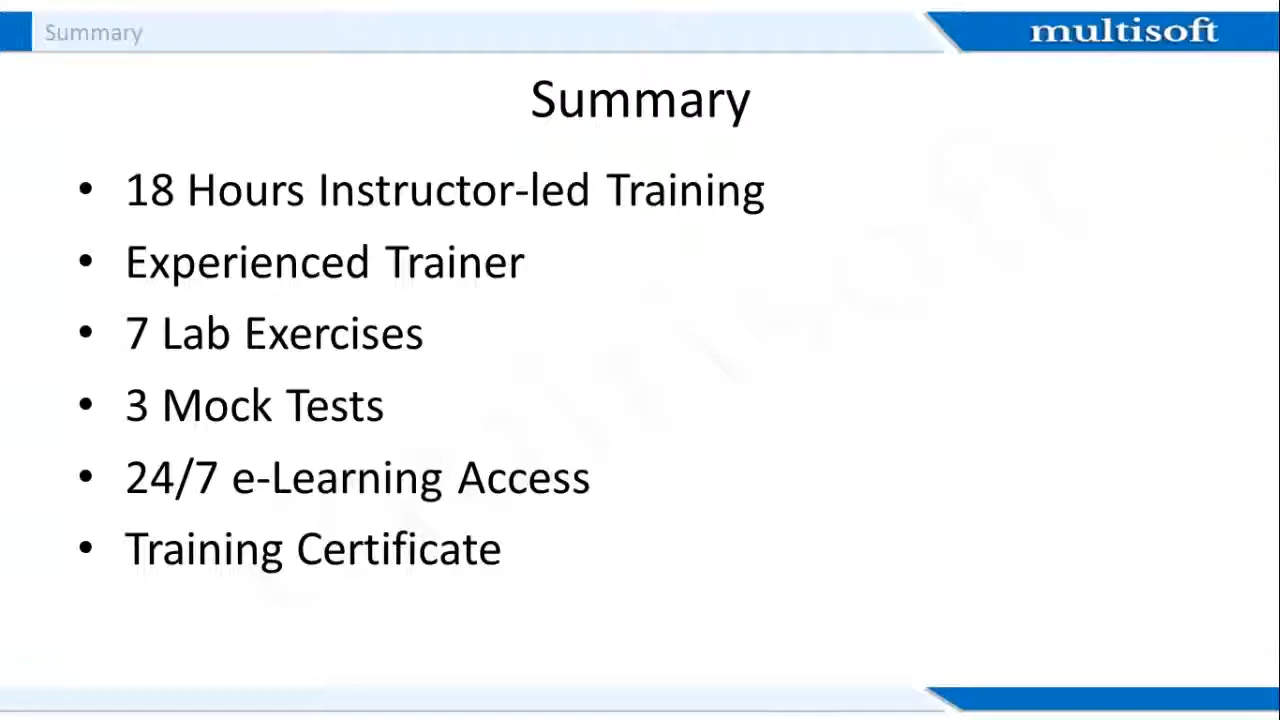 Summary
multisoft
Summary
• 18 Hours Instructor-led Training
• Experienced Trainer
• 7 Lab Exercises
• 3 Mock Tests
• 24/7 e-Learning Access
• Training Certificate